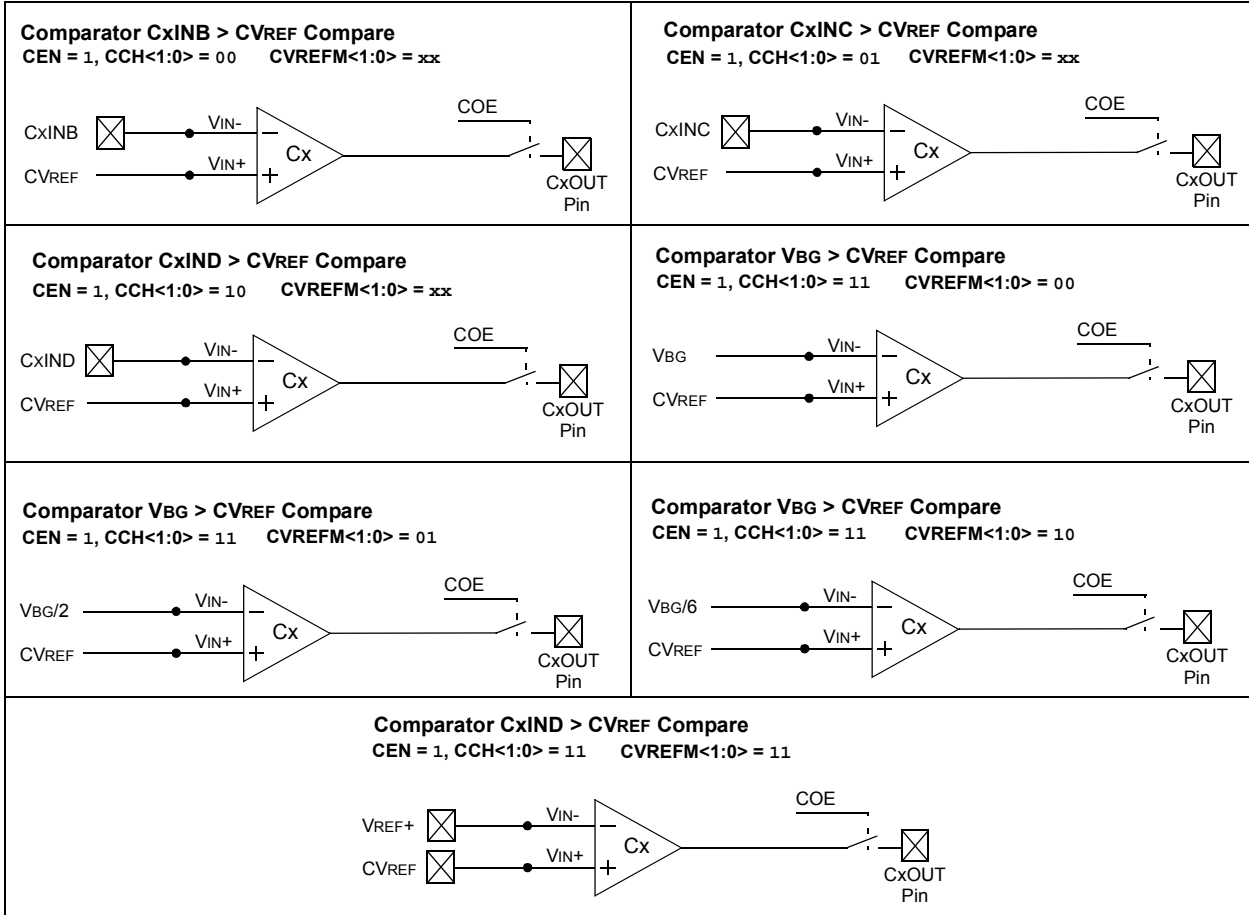 Comparator CxINB > CVREF Compare
CEN = 1, CCH<1:0> = 00 CVREFM<1:0> = xx
COE
CxINB
VIN-
–
Cx
CVREF
VIN+
+
CxOUT
Pin
Comparator CxINC > CVREF Compare
CEN = 1, CCH<1:0> = 01 CVREFM<1:0> = xx
COE
CxINC
VIN-
–
Cx
CVREF
VIN+
+
CxOUT
Pin
Comparator CxIND > CVREF Compare
CEN = 1, CCH<1:0> = 10 CVREFM<1:0> = xx
COE
CxIND
VIN-
–
Cx
CVREF
VIN+
+
CxOUT
Pin
Comparator VBG > CVREF Compare
CEN = 1, CCH<1:0> = 11 CVREFM<1:0> = 00
COE
VBG
VIN-
–
Cx
CVREF
VIN+
+
CxOUT
Pin
Comparator VBG > CVREF Compare
CEN = 1, CCH<1:0> = 11 CVREFM<1:0> = 01
COE
VBG/2
VIN-
–
Cx
CVREF
VIN+
+
CxOUT
Pin
Comparator VBG > CVREF Compare
CEN = 1, CCH<1:0> = 11 CVREFM<1:0> = 10
COE
VBG/6
VIN-
–
Cx
CVREF
VIN+
+
CxOUT
Pin
Comparator CxIND > CVREF Compare
CEN = 1, CCH<1:0> = 11 CVREFM<1:0> = 11
COE
VREF+
VIN-
–
Cx
CVREF
VIN+
+
CxOUT
Pin